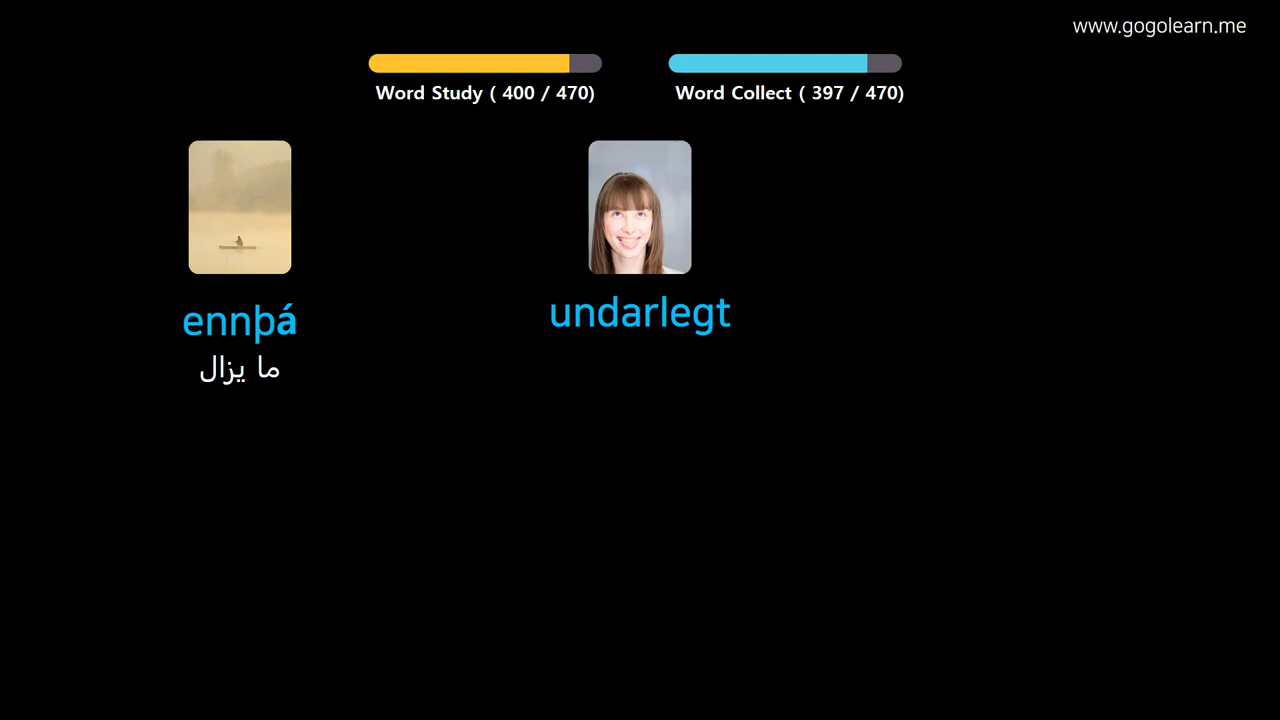 www.gogolearn.me
Word Study ( 400 / 470)
Word Collect ( 397 / 470)
ennþá
ما يزال
undarlegt